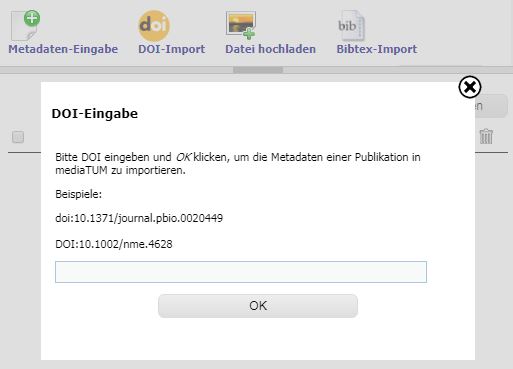 doi
bib
Metadaten-Eingabe
DOI-Import
Datei hochladen
Bibtex-Import
en
DOI-Eingabe
Bitte DOI eingeben und OK klicken, um die Metadaten einer Publikation in
mediaTUM zu importieren.
Beispiele:
doi:10.1371/journal.pbio.0020449
DOI:10.1002/nme.4628
OK